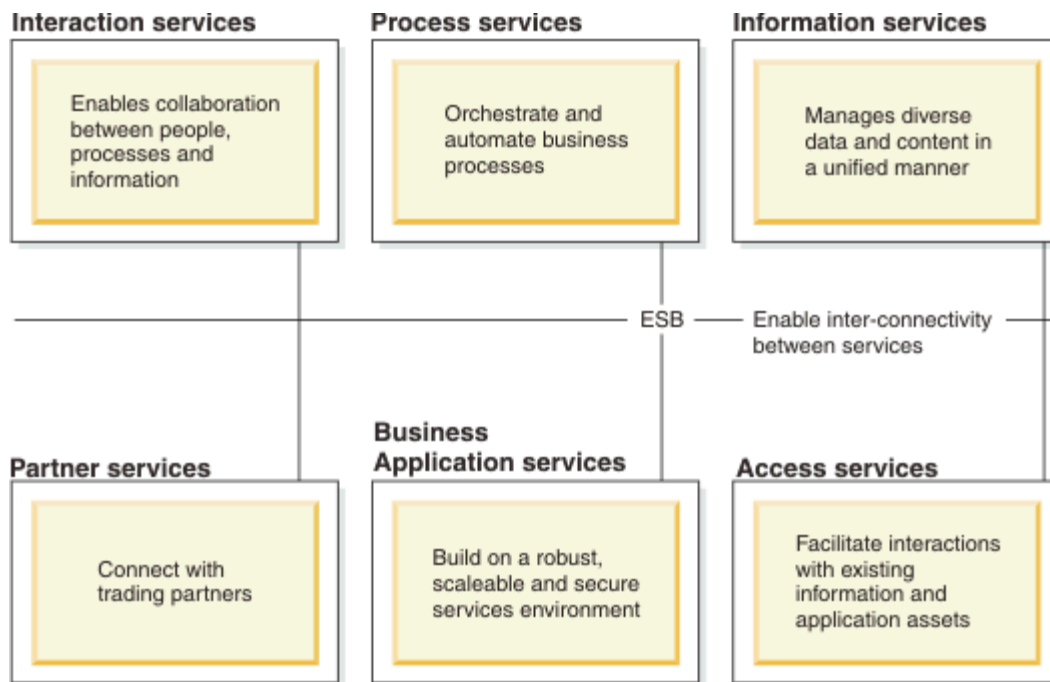 Interaction services
Enables collaboration
between people,
processes and
information
Process services
Orchestrate and
automate business
processes
Information services
Manages diverse
data and content in
a unified manner
ESB
Enable inter-connectivity
between services
Partner services
Connect with
trading partners
Business
Application services
Build on a robust,
scaleable and secure
services environment
Access services
Facilitate interactions
with existing
information and
application assets